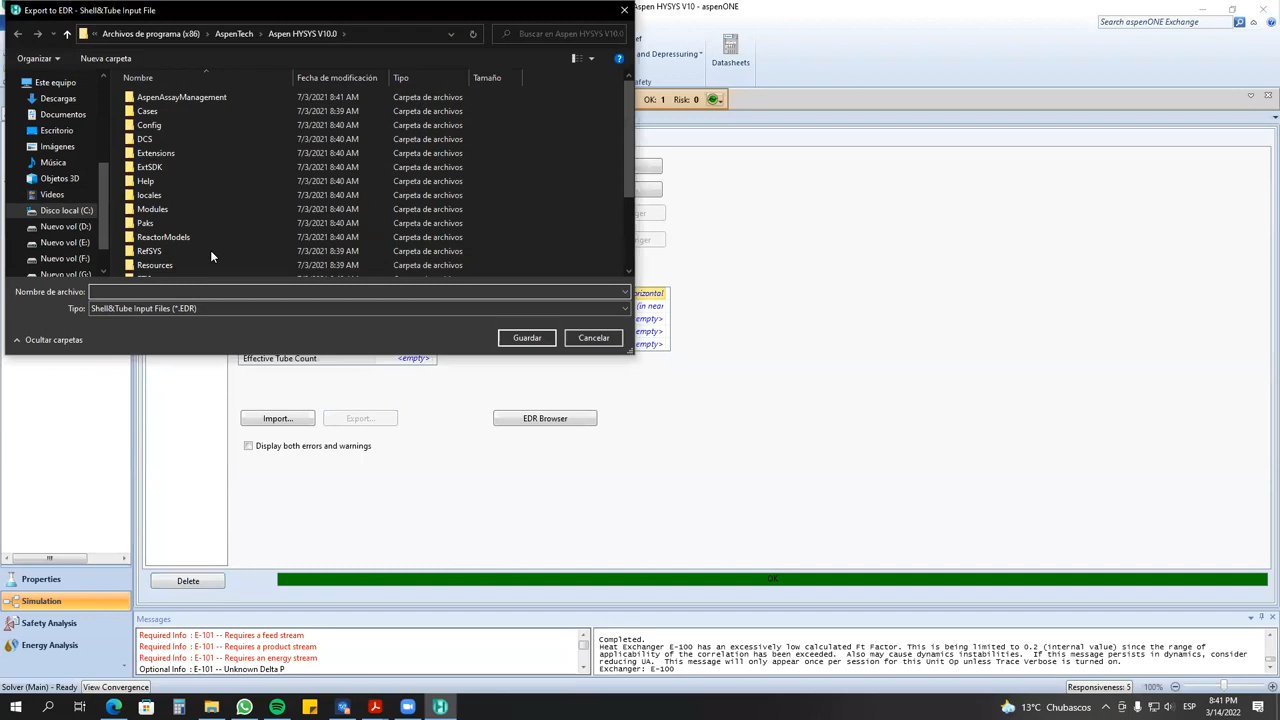 Export to EDR - Shell&Tube Input File
Aspen HYSYS V10 - aspenONE
Archivos de programa (x86) > AspenTech > Aspen HYSYS V10.0 >
Buscar en Aspen HYSYS V10.0
Search aspenONE Exchange
Organizar
Nueva carpeta
ef
and Depressuring
afety
Datasheets
Nombre
Fecha de modificación
Tipo
Tamaño
OK: 1 Risk: 0
Este equipo
Descargas
Documentos
Escritorio
Imágenes
Música
Objetos 3D
Videos
Disco local (C:)
Nuevo vol (D:)
Nuevo vol (E:)
Nuevo vol (F:)
Nuevo vol (G:)
AspenAssayManagement 7/3/2021 8:41 AM Carpeta de archivos
Cases 7/3/2021 8:39 AM Carpeta de archivos
Config 7/3/2021 8:40 AM Carpeta de archivos
DCS 7/3/2021 8:40 AM Carpeta de archivos
Extensions 7/3/2021 8:40 AM Carpeta de archivos
ExtSDK 7/3/2021 8:40 AM Carpeta de archivos
Help 7/3/2021 8:40 AM Carpeta de archivos
locales 7/3/2021 8:40 AM Carpeta de archivos
Modules 7/3/2021 8:40 AM Carpeta de archivos
Paks 7/3/2021 8:40 AM Carpeta de archivos
ReactorModels 7/3/2021 8:40 AM Carpeta de archivos
RefSYS 7/3/2021 8:39 AM Carpeta de archivos
Resources 7/3/2021 8:40 AM Carpeta de archivos
ger
anger
Nombre de archivo:
Tipo: Shell&Tube Input Files (*.EDR)
orizontal
(in near
<empty>
<empty>
<empty>
Ocultar carpetas
Guardar
Cancelar
Effective Tube Count <empty>
Import...
Export...
EDR Browser
Display both errors and warnings
Delete
OK
Properties
Simulation
Safety Analysis
Energy Analysis
Messages
Required Info : E-101 -- Requires a feed stream
Required Info : E-101 -- Requires a product stream
Required Info : E-101 -- Requires an energy stream
Optional Info : E-101 -- Unknown Delta P
Completed.
Heat Exchanger E-100 has an excessively low calculated Ft Factor. This is being limited to 0.2 (internal value) since the range of
applicability of the correlation has been exceeded. Also may cause dynamics instabilities. If this message persists in dynamics, consider
reducing UA. This message will only appear once per session for this Unit Op unless Trace Verbose is turned on.
Exchanger: E-100
Solver (Main) - Ready
View Convergence
Responsiveness: 5
100%
13°C Chubascos
ESP
8:41 PM
3/14/2022